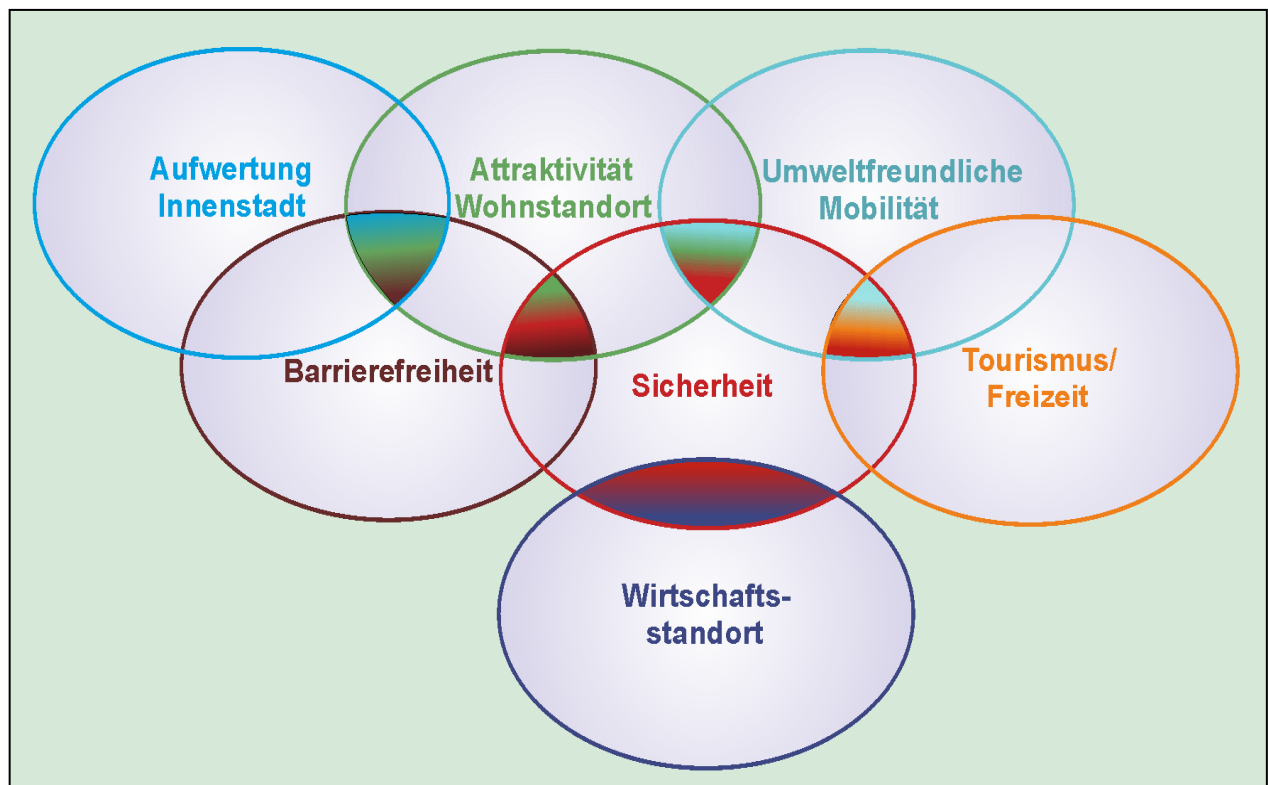 Aufwertung
Innenstadt
Attraktivität
Wohnstandort
Umweltfreundliche
Mobilität
Barrierefreiheit
Sicherheit
Tourismus/
Freizeit
Wirtschafts-
standort